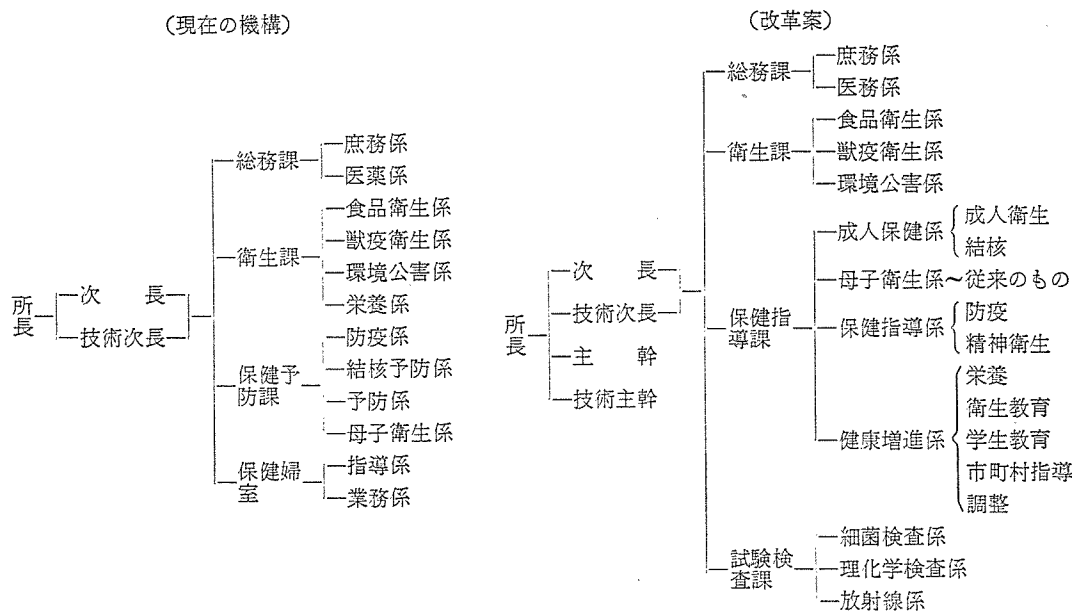 (現在の機構)
所長
次長
技術次長
総務課
庶務係
医薬係
衛生課
食品衛生係
獣疫衛生係
環境公害係
栄養係
保健予
防課
防疫係
結核予防係
予防係
母子衛生係
保健婦
室
指導係
業務係
(改革案)
所長
次長
技術次長
主幹
技術主幹
総務課
庶務係
医務係
衛生課
食品衛生係
獣疫衛生係
環境公害係
保健指
導課
成人保健係
成人衛生
結核
母子衛生係~従来のもの
保健指導係
防疫
精神衛生
健康増進係
栄養
衛生教育
学生教育
市町村指導
調整
試験検
査課
細菌検査係
理化学検査係
放射線係